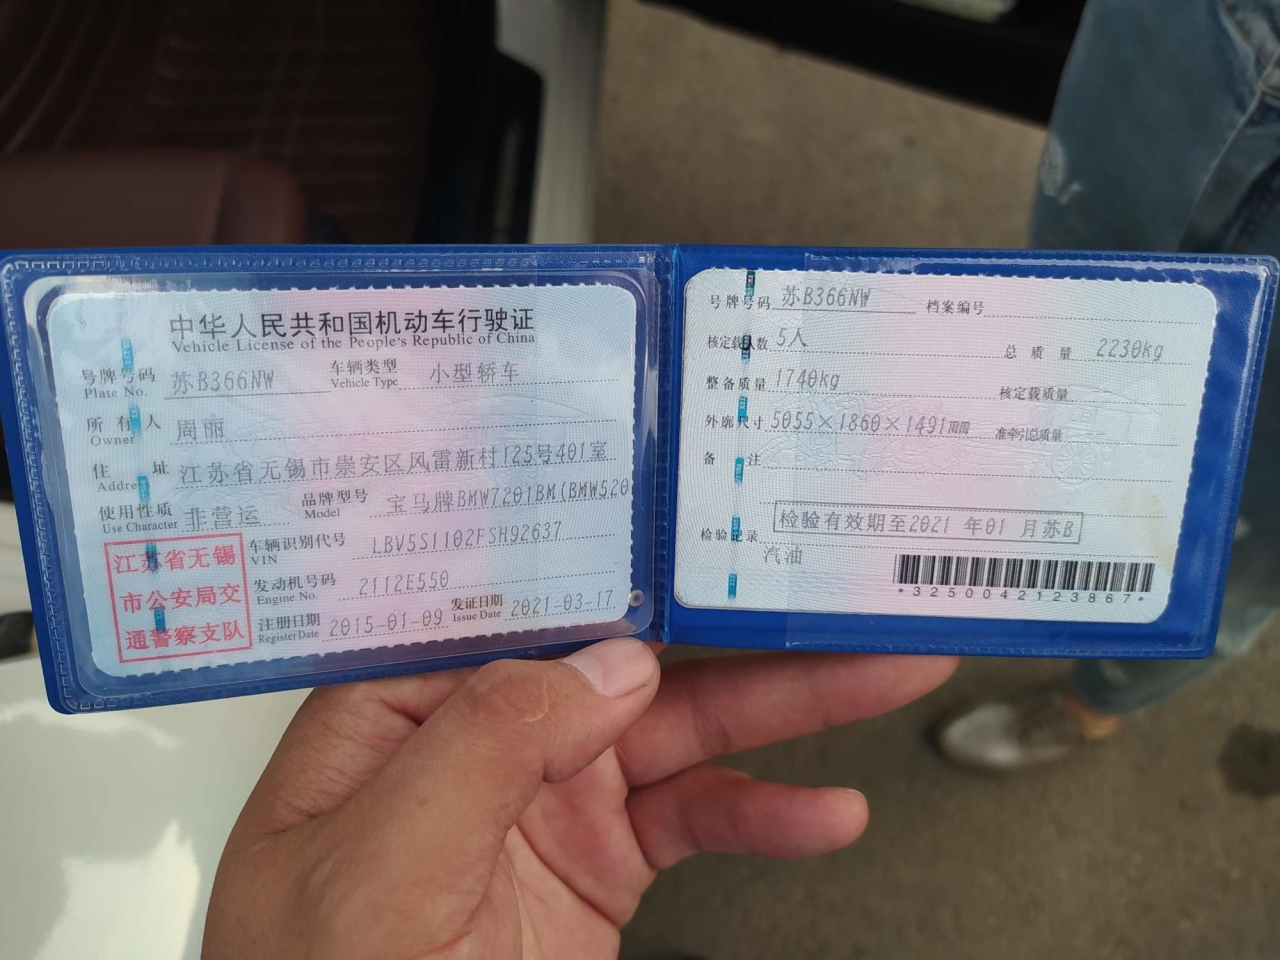 中华人民共和国机动车行驶证
Vehicle License of the People's Republic of China
号牌号码 苏B366NW 车辆类型 小型轿车
Plate No. Vehicle Type
所有人 周丽
Owner
住址 江苏省无锡市崇安区风雷新村125号401室
Address
使用性质 非营运 品牌型号 宝马牌BMW7201BM(BMW520
Use Character Model
江苏省无锡
市公安局交
通警察支队
车辆识别代号 LBV5S1102FSH92637
VIN
发动机号码 2112E550
Engine No.
注册日期 2015-01-09 发证日期 2021-03-17
Register Date Issue Date
号牌号码 苏B366NW 档案编号
核定载人数 5人 总质量 2230kg
整备质量 1740kg 核定载质量
外廓尺寸 5055×1860×1491mm 准牵引总质量
备注
检验有效期至2021年01月苏B
检验记录
汽油
*3250042123867*